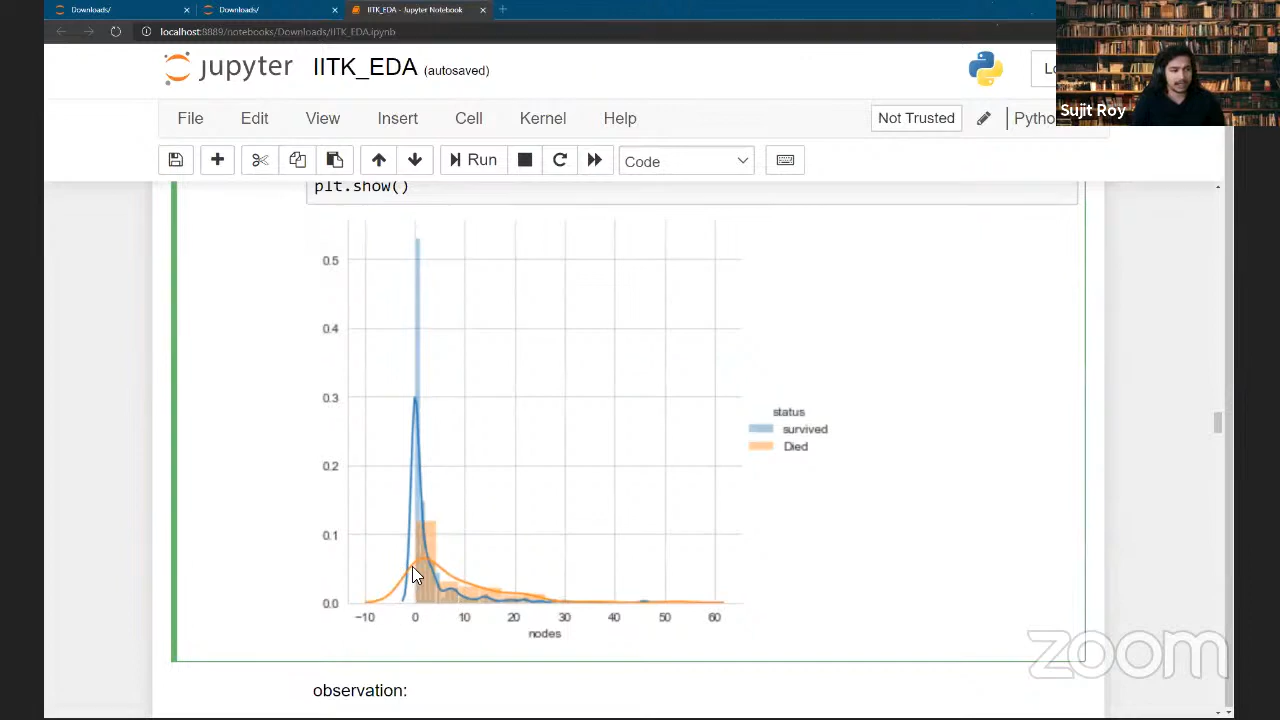 Downloads/
Downloads/
IITK_EDA - Jupyter Notebook
localhost:8889/notebooks/Downloads/IITK_EDA.ipynb
jupyter IITK_EDA (autosaved)
Sujit Roy
File Edit View Insert Cell Kernel Help Not Trusted
Run Code
plt.show()
0.5
0.4
0.3
0.2
0.1
0.0
−10 0 10 20 30 40 50 60
nodes
status
survived
Died
zoom
observation: